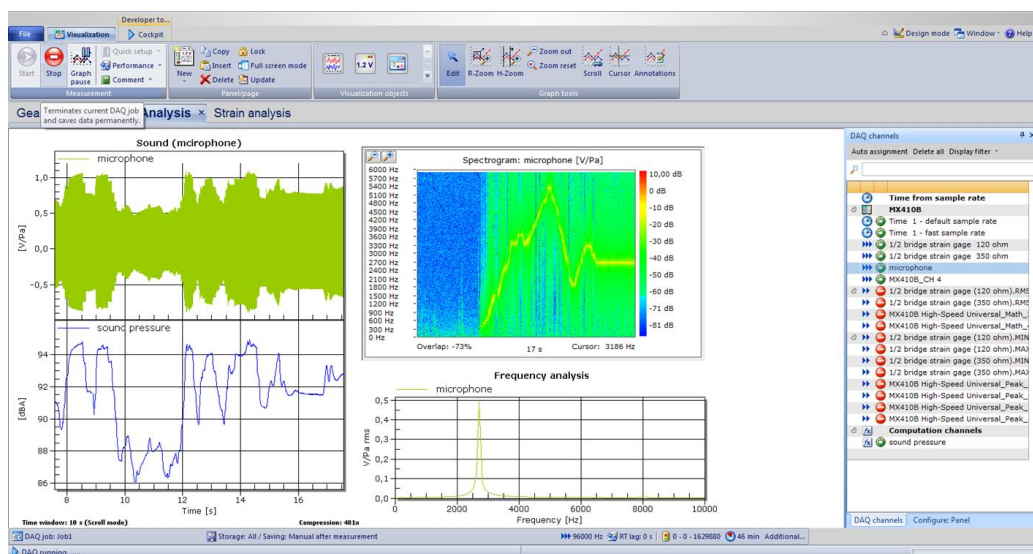 Developer to...
File Visualization Cockpit
Design mode Window Help
Start Stop Graph pause Quick setup Performance Comment
Measurement
New Copy Insert Delete Lock Full screen mode Update
Panel/page
1.2 V
Visualization objects
Edit R-Zoom H-Zoom Zoom out Zoom reset Scroll Cursor Annotations
Graph tools
Gea
Terminates current DAQ job
and saves data permanently.
Analysis × Strain analysis
Sound (mcirophone)
microphone
1,0
0,5
0,0
-0,5
[V/Pa]
sound pressure
94
92
90
88
86
[dBA]
8 10 12 14 16
Time [s]
Time window: 10 s (Scroll mode) Compression: 481x
Spectrogram: microphone [V/Pa]
6000 Hz
5700 Hz
5400 Hz
5100 Hz
4800 Hz
4500 Hz
4200 Hz
3900 Hz
3600 Hz
3300 Hz
3000 Hz
2700 Hz
2400 Hz
2100 Hz
1800 Hz
1500 Hz
1200 Hz
900 Hz
600 Hz
300 Hz
0 Hz
10,00 dB
0 dB
-10 dB
-20 dB
-30 dB
-40 dB
-50 dB
-60 dB
-71 dB
-81 dB
Overlap: -73% 17 s Cursor: 3186 Hz
Frequency analysis
microphone
0,5
0,4
0,3
0,2
0,1
0,0
V/Pa rms
0 2000 4000 6000 8000 10000
Frequency [Hz]
DAQ channels
Auto assignment Delete all Display filter
Time from sample rate
MX410B
Time 1 - default sample rate
Time 1 - fast sample rate
1/2 bridge strain gage 120 ohm
1/2 bridge strain gage 350 ohm
microphone
MX410B_CH 4
1/2 bridge strain gage (120 ohm).RMS
1/2 bridge strain gage (350 ohm).RMS
MX410B High-Speed Universal_Math_
MX410B High-Speed Universal_Math_
1/2 bridge strain gage (120 ohm).MIN
1/2 bridge strain gage (120 ohm).MAX
1/2 bridge strain gage (350 ohm).MIN
1/2 bridge strain gage (350 ohm).MAX
MX410B High-Speed Universal_Peak_
MX410B High-Speed Universal_Peak_
MX410B High-Speed Universal_Peak_
MX410B High-Speed Universal_Peak_
Computation channels
sound pressure
DAQ channels Configure: Panel
DAQ job: Job1 Storage: All / Saving: Manual after measurement 96000 Hz RT lag: 0 s 0 - 0 - 1629880 46 min Additional...
DAQ running